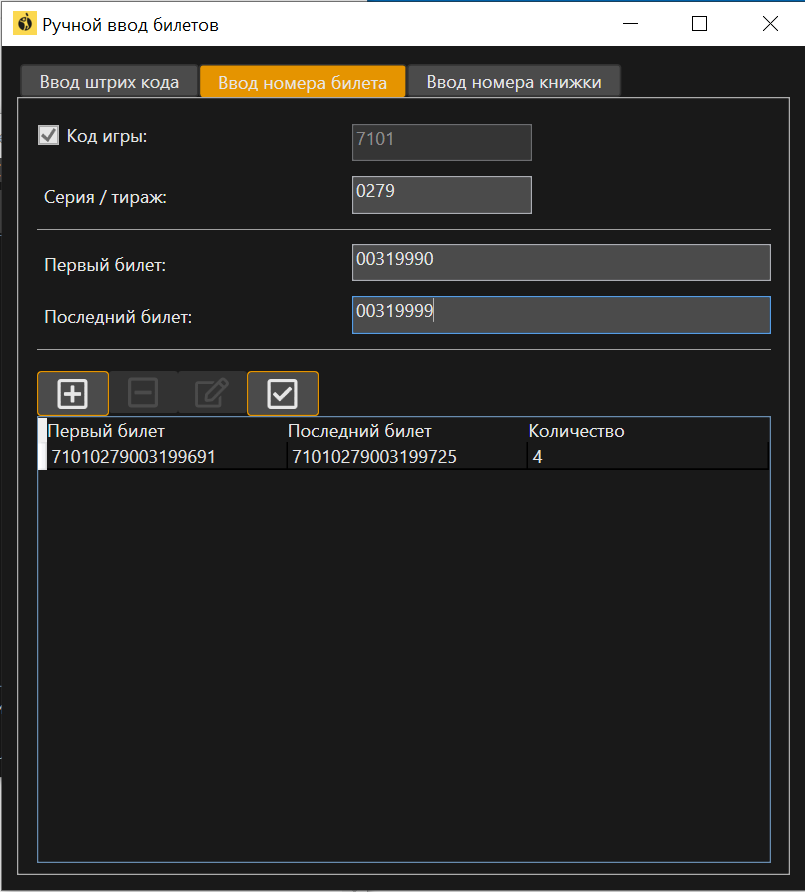 Ручной ввод билетов
Ввод штрих кода Ввод номера билета Ввод номера книжки
Код игры: 7101
Серия / тираж: 0279
Первый билет: 00319990
Последний билет: 00319999
Первый билет Последний билет Количество
71010279003199691 71010279003199725 4